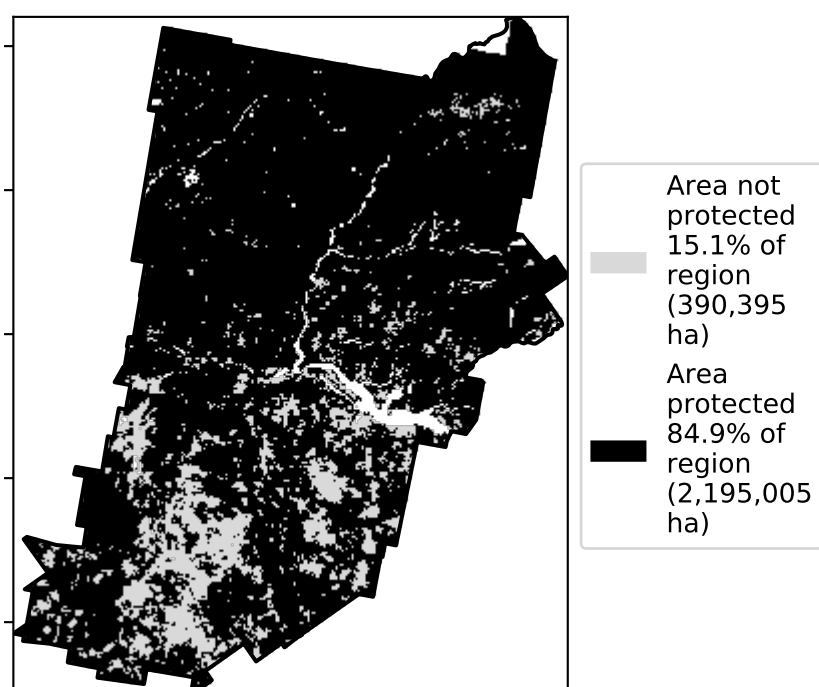 Area not
protected
15.1% of
region
(390,395
ha)
Area
protected
84.9% of
region
(2,195,005
ha)